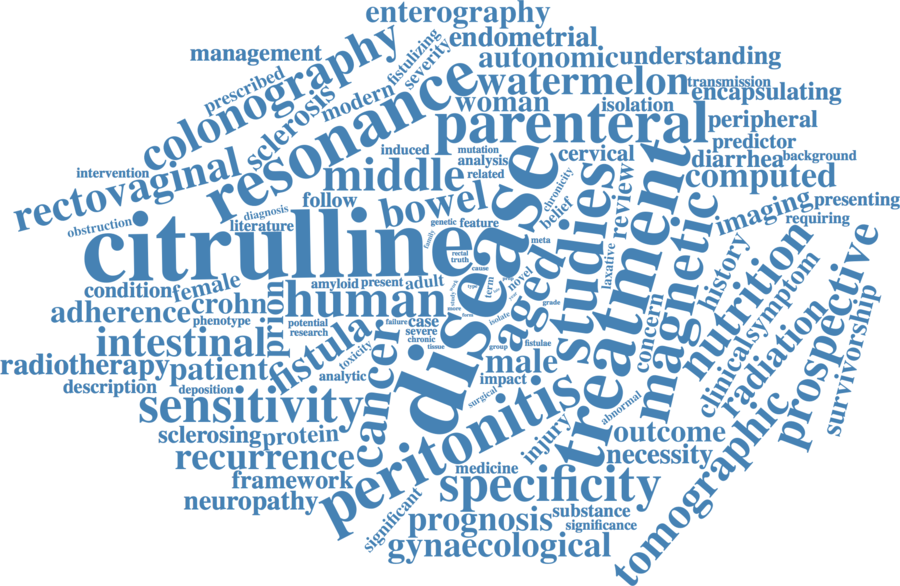 enterography
endometrial
management
fistulizing
severity
autonomic
understanding
colonography
prescribed
modern
resonance
watermelon
transmission
encapsulating
sclerosis
woman
isolation
parenteral
peripheral
predictor
induced
mutation
analysis
cervical
diarrhea
background
intervention
rectovaginal
middle
related
computed
follow
bowel
chronicity
belief
studies
review
imaging
presenting
requiring
obstruction
diagnosis
literature
genetic
feature
citrulline
disease
family
rectal
truth
meta
laxative
treatment
magnetic
history
nutrition
prospective
cause
condition
female
amyloid
present
adult
term
novel
aged
symptom
human
type
study
more
form
isolate
grade
adherence
crohn
prion
phenotype
potential
research
failure
case
severe
chronic
tissue
group
fistulae
concern
clinical
radiation
survivorship
intestinal
fistula
toxicity
analytic
male
impact
radiotherapy
patient
description
deposition
cancer
surgical
abnormal
sensitivity
peritonitis
injury
outcome
tomographic
sclerosing
protein
necessity
recurrence
medicine
specificity
framework
neuropathy
significant
prognosis
substance
significance
gynaecological